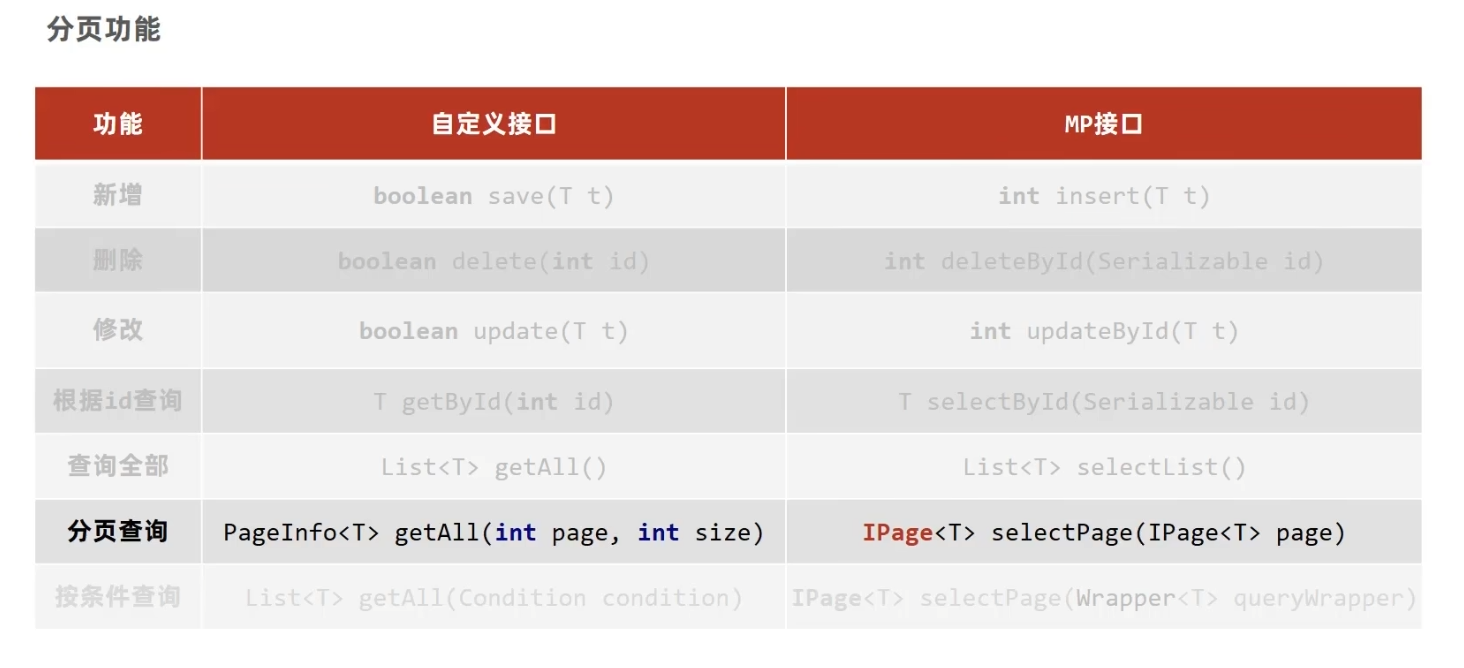 分页功能
功能 自定义接口 MP接口
新增 boolean save(T t) int insert(T t)
删除 boolean delete(int id) int deleteById(Serializable id)
修改 boolean update(T t) int updateById(T t)
根据id查询 T getById(int id) T selectById(Serializable id)
查询全部 List<T> getAll() List<T> selectList()
分页查询 PageInfo<T> getAll(int page, int size) IPage<T> selectPage(IPage<T> page)
按条件查询 List<T> getAll(Condition condition) IPage<T> selectPage(Wrapper<T> queryWrapper)